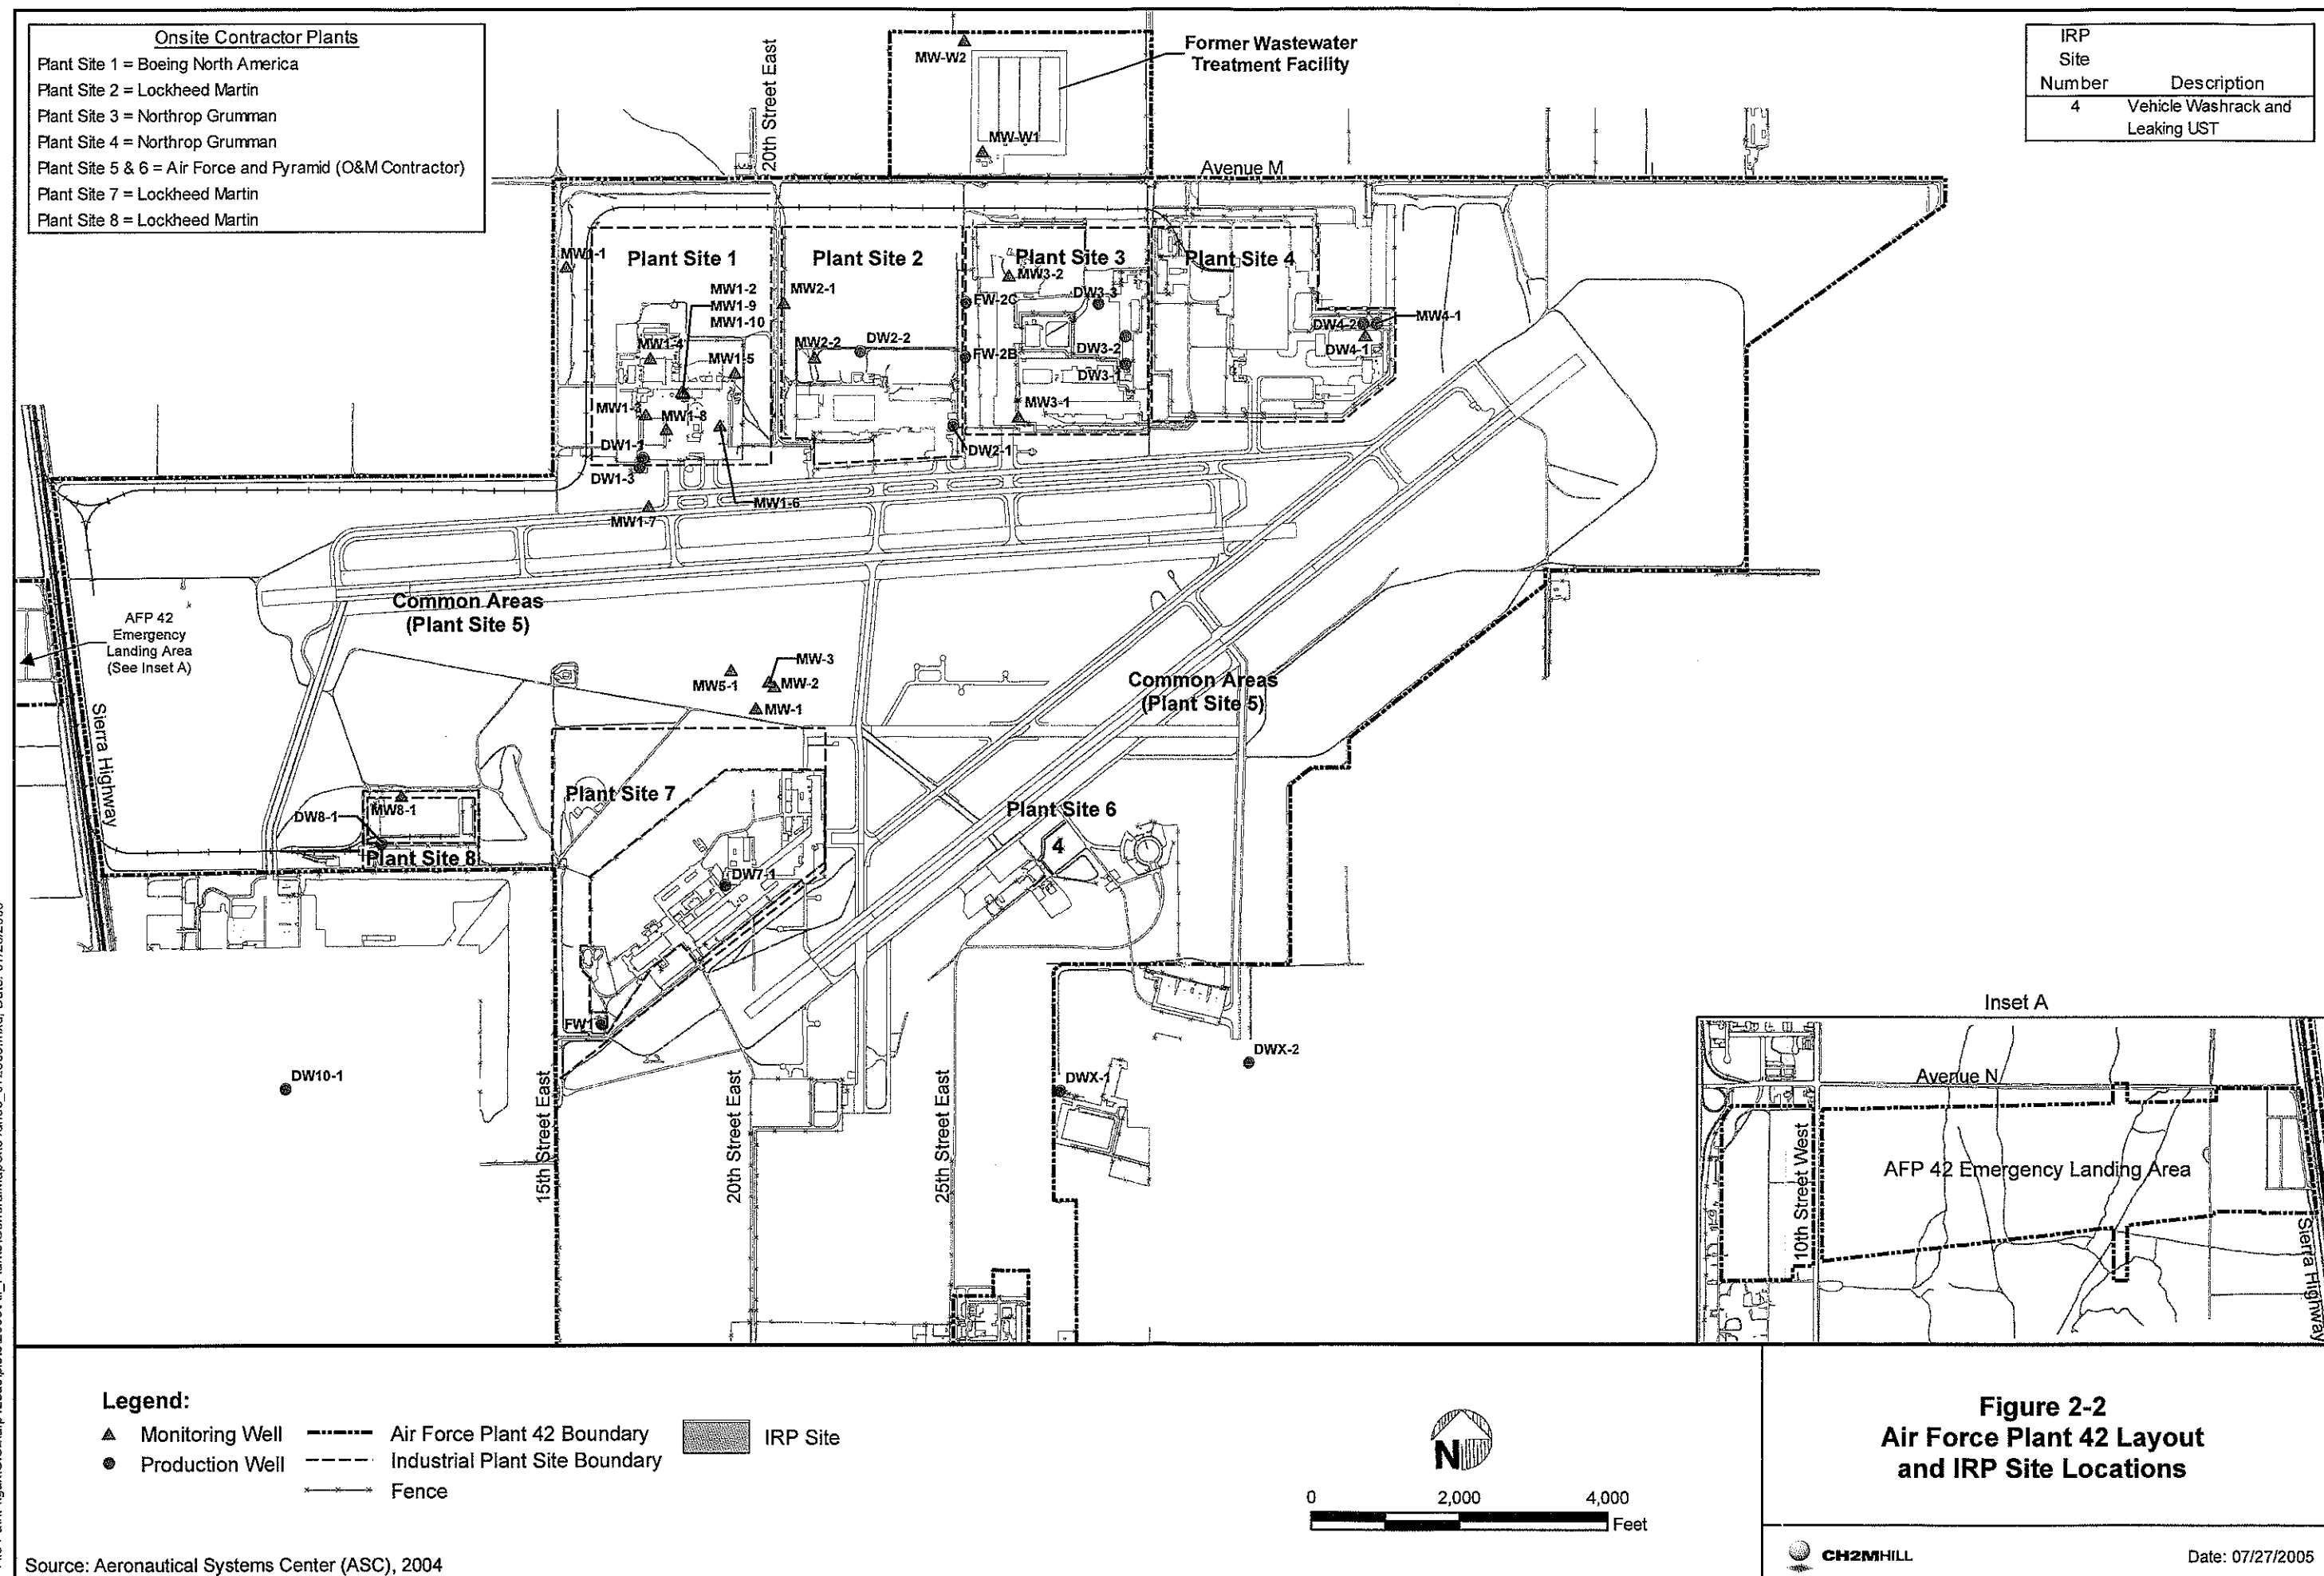 Onsite Contractor Plants
Plant Site 1 = Boeing North America
Plant Site 2 = Lockheed Martin
Plant Site 3 = Northrop Grumman
Plant Site 4 = Northrop Grumman
Plant Site 5 & 6 = Air Force and Pyramid (O&M Contractor)
Plant Site 7 = Lockheed Martin
Plant Site 8 = Lockheed Martin
IRP
Site
Number Description
4 Vehicle Washrack and
Leaking UST
20th Street East
MW-W2
Former Wastewater
Treatment Facility
MW-W1
Avenue M
MW1-1
Plant Site 1
Plant Site 2
Plant Site 3
Plant Site 4
MW3-2
MW1-2
MW1-9
MW1-10
MW2-1
FW-2C
DW3-3
DW4-2
MW4-1
DW4-1
MW1-4
MW1-5
MW2-2
DW2-2
FW-2B
DW3-2
DW3-1
MW1-3
MW1-8
MW3-1
DW1-1
DW1-3
DW2-1
MW1-6
MW1-7
Common Areas
(Plant Site 5)
AFP 42
Emergency
Landing Area
(See Inset A)
MW-3
MW5-1
MW-2
MW-1
Common Areas
(Plant Site 5)
Sierra Highway
Plant Site 7
Plant Site 6
MW8-1
DW8-1
Plant Site 8
4
DW7-1
FW1
DW10-1
DWX-2
DWX-1
15th Street East
20th Street East
25th Street East
Inset A
Avenue N
10th Street West
AFP 42 Emergency Landing Area
Sierra Highway
Legend:
Monitoring Well
Production Well
Air Force Plant 42 Boundary
Industrial Plant Site Boundary
Fence
IRP Site
N
0 2,000 4,000
Feet
Figure 2-2
Air Force Plant 42 Layout
and IRP Site Locations
CH2MHILL
Date: 07/27/2005
Source: Aeronautical Systems Center (ASC), 2004